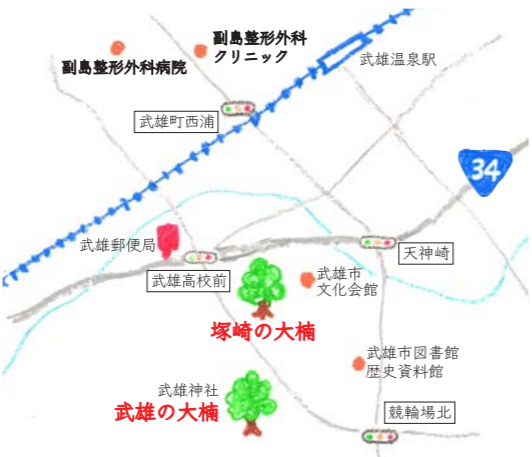 副島整形外科病院
副島整形外科
クリニック
武雄温泉駅
武雄町西浦
34
武雄郵便局
天神崎
武雄高校前
武雄市
文化会館
塚崎の大楠
武雄市図書館
歴史資料館
武雄神社
武雄の大楠
競輪場北